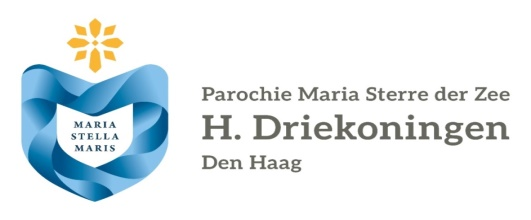 MARIA
STELLA
MARIS
Parochie Maria Sterre der Zee
H. Driekoningen
Den Haag